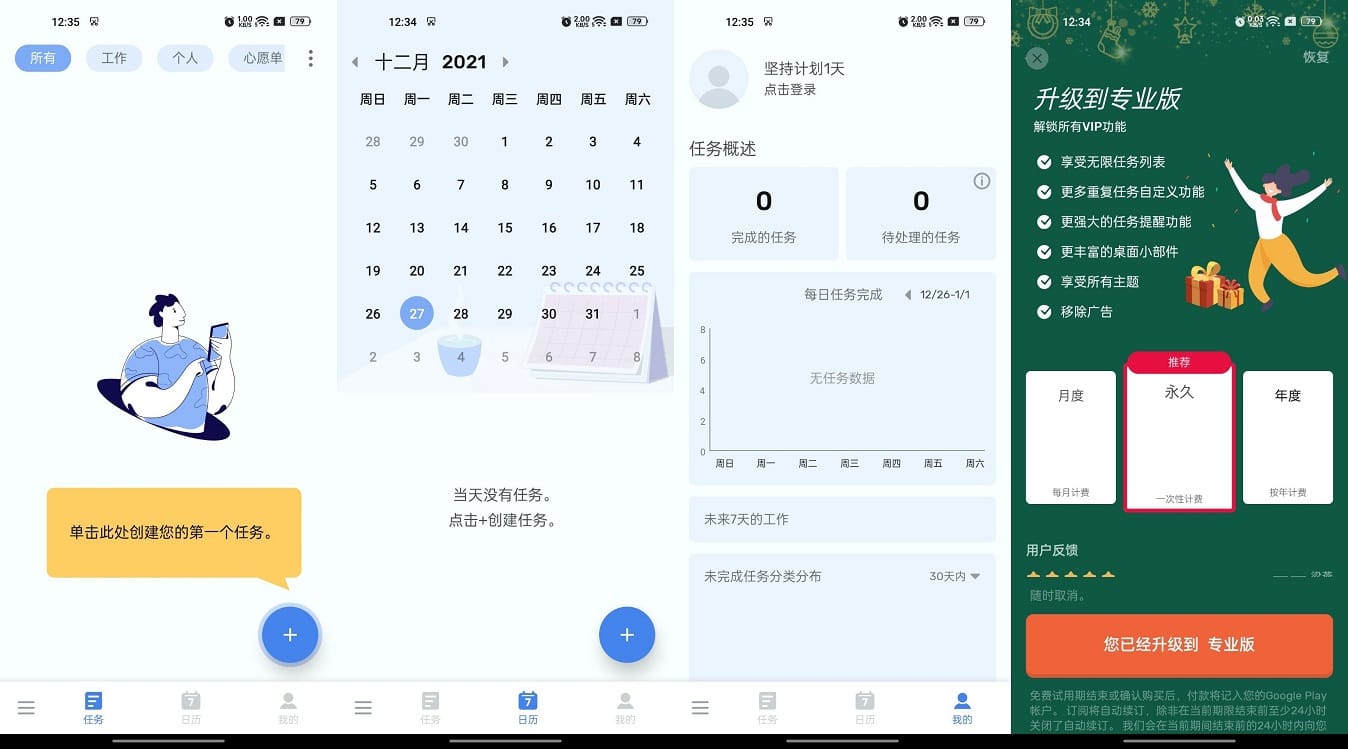 12:35
1.00 KB/S
79
所有
工作
个人
心愿单
单击此处创建您的第一个任务。
+
任务
7
日历
我的
12:34
2.00 KB/S
79
十二月 2021
周日 周一 周二 周三 周四 周五 周六
28 29 30 1 2 3 4
5 6 7 8 9 10 11
12 13 14 15 16 17 18
19 20 21 22 23 24 25
26 27 28 29 30 31 1
2 3 4 5 6 7 8
当天没有任务。
点击+创建任务。
+
任务
7
日历
我的
12:35
2.00 KB/S
79
坚持计划1天
点击登录
任务概述
0
完成的任务
0
待处理的任务
每日任务完成
12/26-1/1
8
6
4
2
0
无任务数据
周日 周一 周二 周三 周四 周五 周六
未来7天的工作
未完成任务分类分布
30天内
任务
7
日历
我的
12:34
0.03 KB/S
79
恢复
升级到专业版
解锁所有VIP功能
享受无限任务列表
更多重复任务自定义功能
更强大的任务提醒功能
更丰富的桌面小部件
享受所有主题
移除广告
推荐
月度
每月计费
永久
一次性计费
年度
按年计费
用户反馈
随时取消。
您已经升级到 专业版
免费试用期结束或确认购买后，付款将记入您的Google Play
帐户。 订阅将自动续订，除非在当前期限结束前至少24小时
关闭了自动续订。 我们会在当前期间结束前的24小时内向您